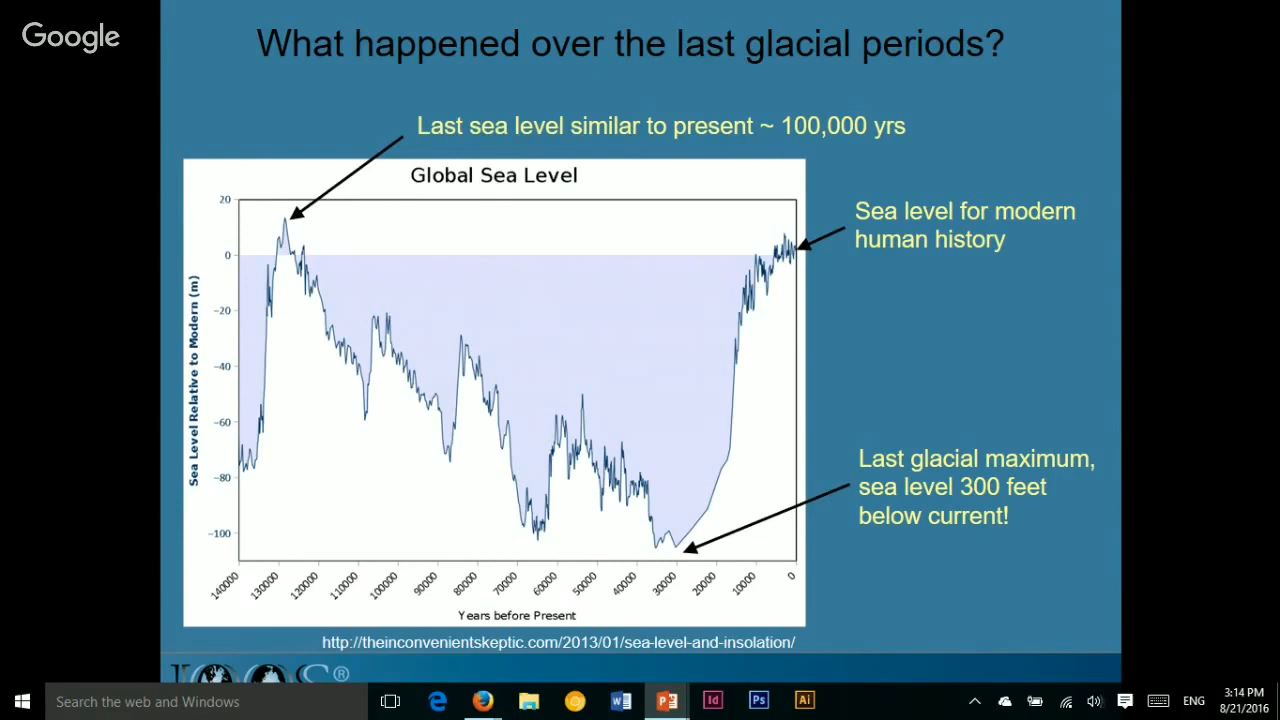 Google
What happened over the last glacial periods?
Last sea level similar to present ~ 100,000 yrs
Global Sea Level
Sea level for modern
human history
Last glacial maximum,
sea level 300 feet
below current!
Sea Level Relative to Modern (m)
20
0
−20
−40
−60
−80
−100
140000
130000
120000
110000
100000
90000
80000
70000
60000
50000
40000
30000
20000
10000
0
Years before Present
http://theinconvenientskeptic.com/2013/01/sea-level-and-insolation/
Search the web and Windows
Id
Ps
Ai
ENG
3:14 PM
8/21/2016